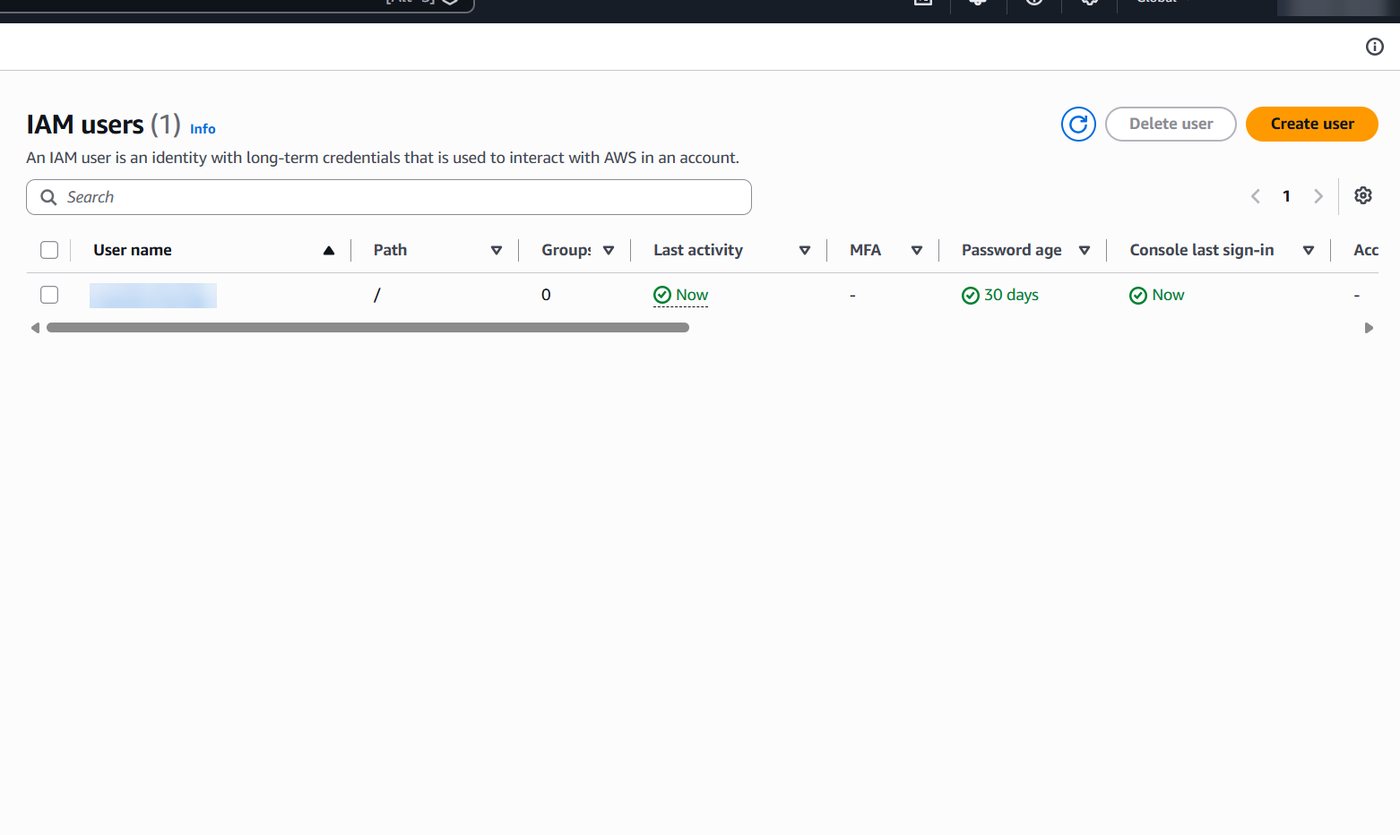 IAM users (1) Info
Delete user
Create user
An IAM user is an identity with long-term credentials that is used to interact with AWS in an account.
Search
1
User name Path Groups Last activity MFA Password age Console last sign-in Acc
/ 0 Now - 30 days Now -